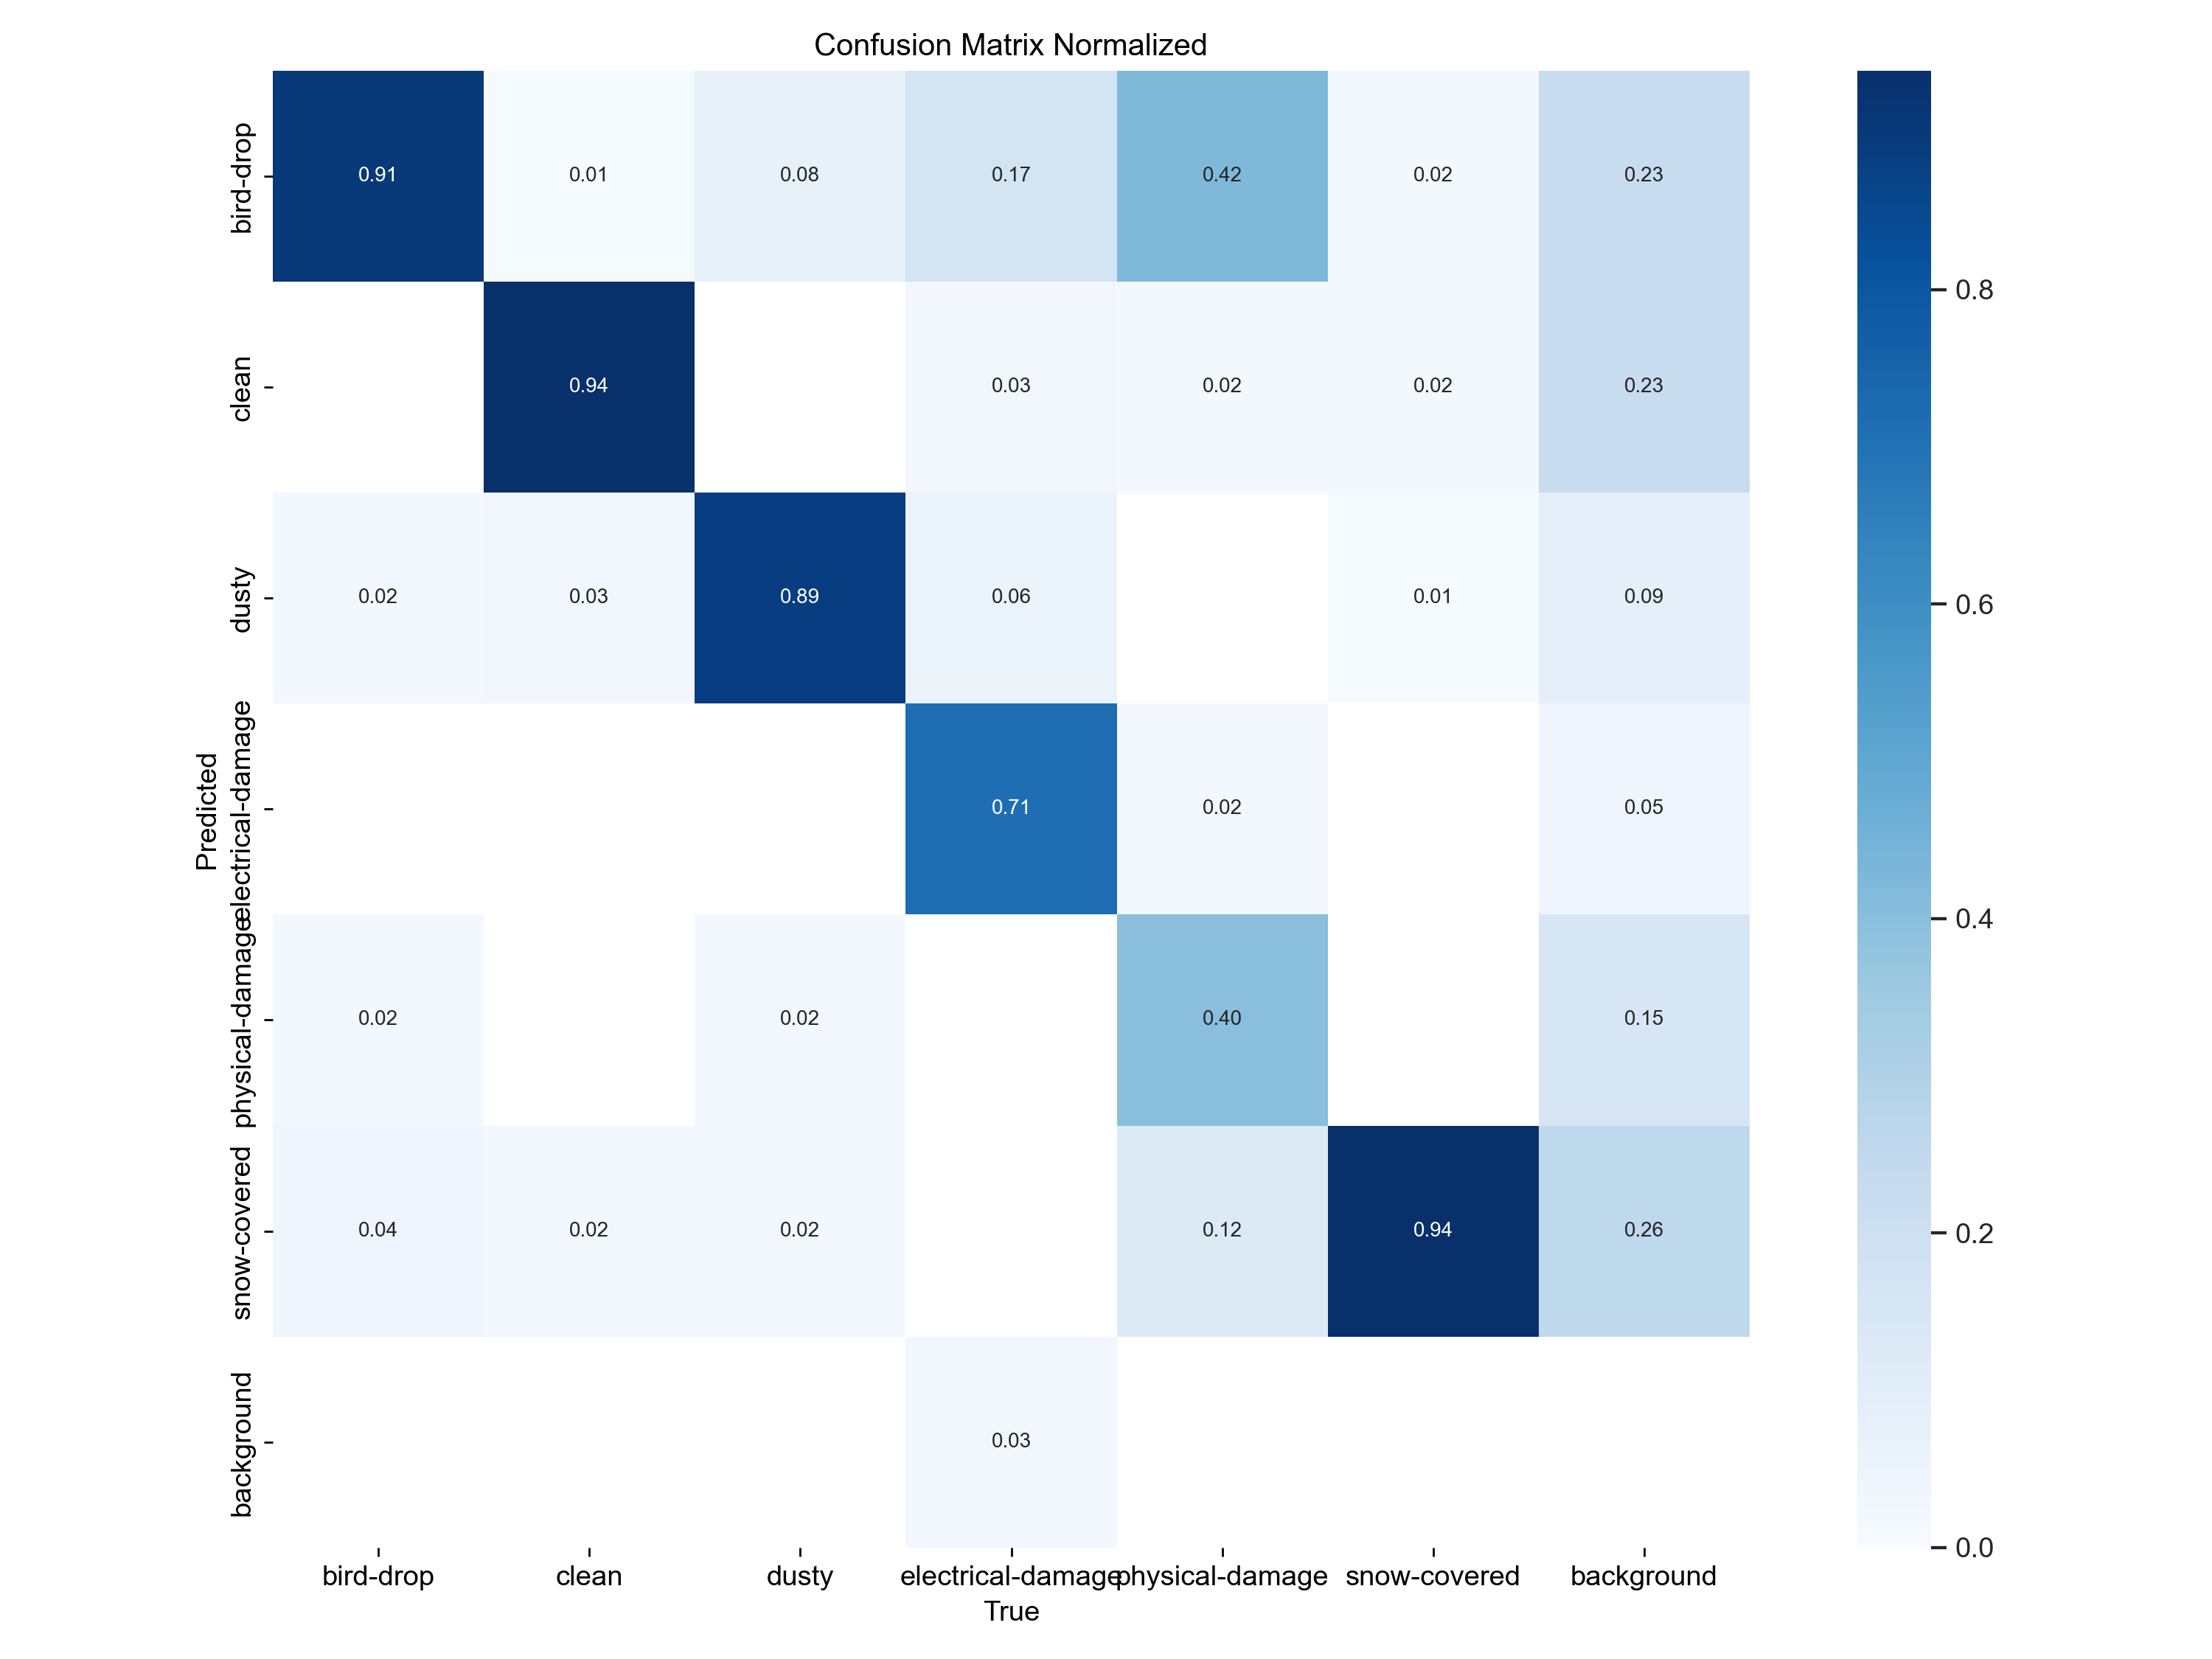 Confusion Matrix Normalized
bird-drop
0.91 0.01 0.08 0.17 0.42 0.02 0.23
clean
0.94 0.03 0.02 0.02 0.23
dusty
0.02 0.03 0.89 0.06 0.01 0.09
electrical-damage
0.71 0.02 0.05
physical-damage
0.02 0.02 0.40 0.15
snow-covered
0.04 0.02 0.02 0.12 0.94 0.26
background
0.03
Predicted
bird-drop clean dusty electrical-damage physical-damage snow-covered background
True
0.8
0.6
0.4
0.2
0.0